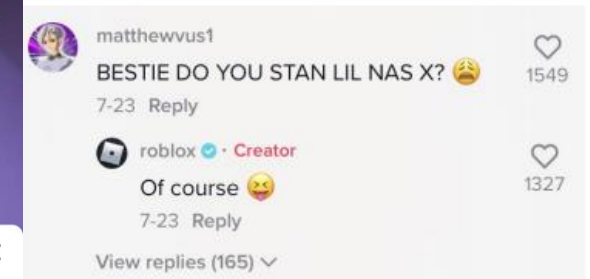 matthewvus1
BESTIE DO YOU STAN LIL NAS X? 😩
1549
7-23 Reply
roblox · Creator
Of course 😝
1327
7-23 Reply
View replies (165)